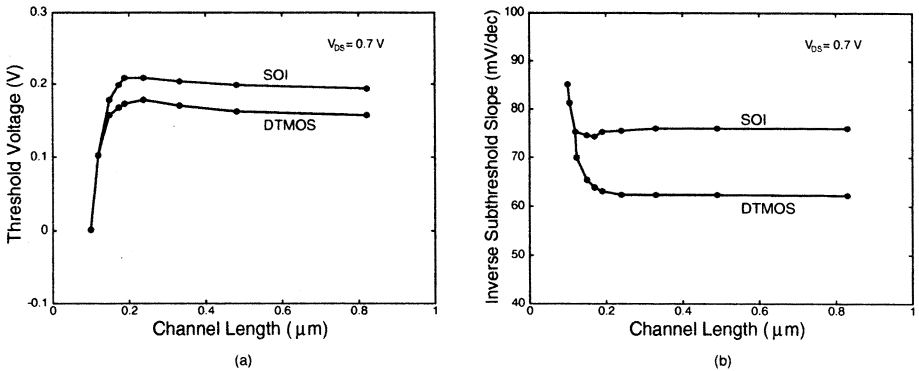 0.3
0.2
0.1
0
-0.1
0
0.2
0.4
0.6
0.8
1
Threshold Voltage (V)
Channel Length ( μm)
V_DS = 0.7 V
SOI
DTMOS
(a)
100
90
80
70
60
50
40
0
0.2
0.4
0.6
0.8
1
Inverse Subthreshold Slope (mV/dec)
Channel Length ( μm)
V_DS = 0.7 V
SOI
DTMOS
(b)